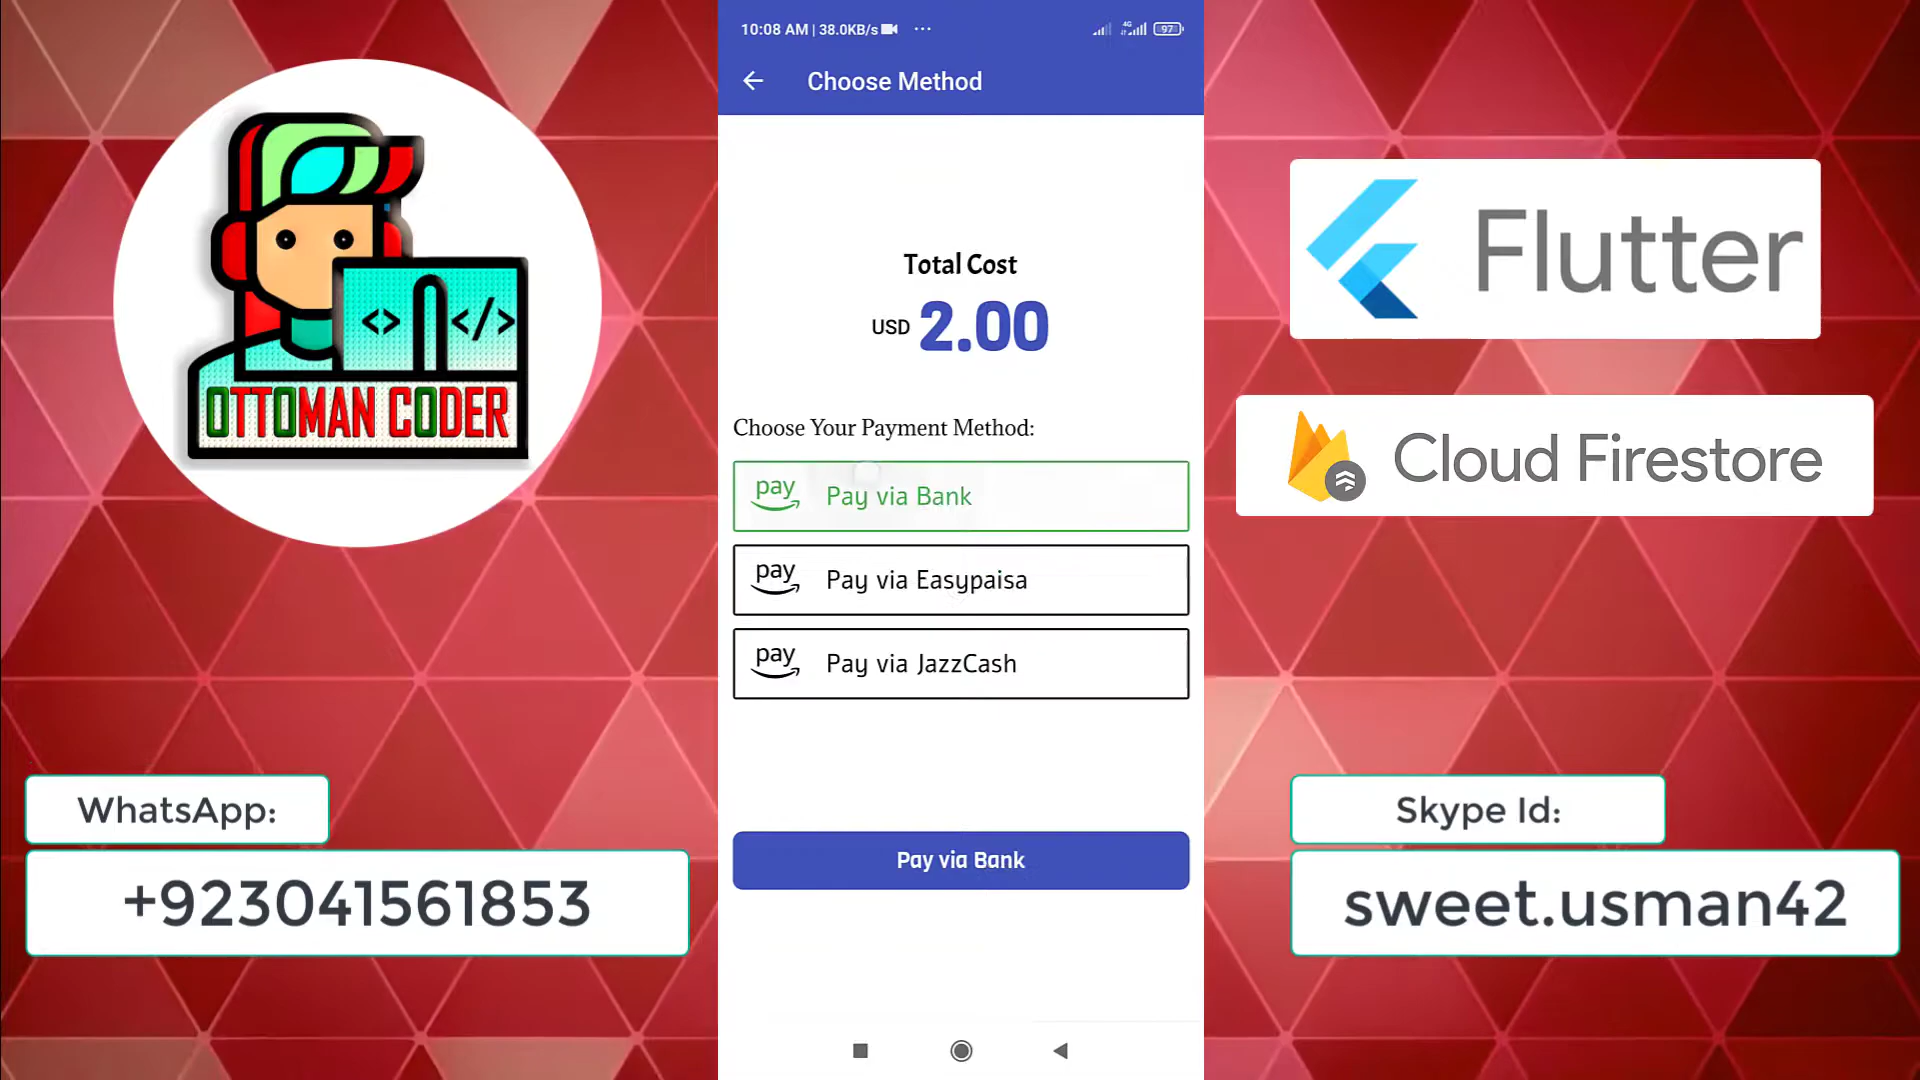 10:08 AM | 38.0KB/s ...
4G
97
Choose Method
Total Cost
USD 2.00
Choose Your Payment Method:
pay Pay via Bank
pay Pay via Easypaisa
pay Pay via JazzCash
Pay via Bank
<> </>
OTTOMAN CODER
WhatsApp:
+923041561853
Flutter
Cloud Firestore
Skype Id:
sweet.usman42